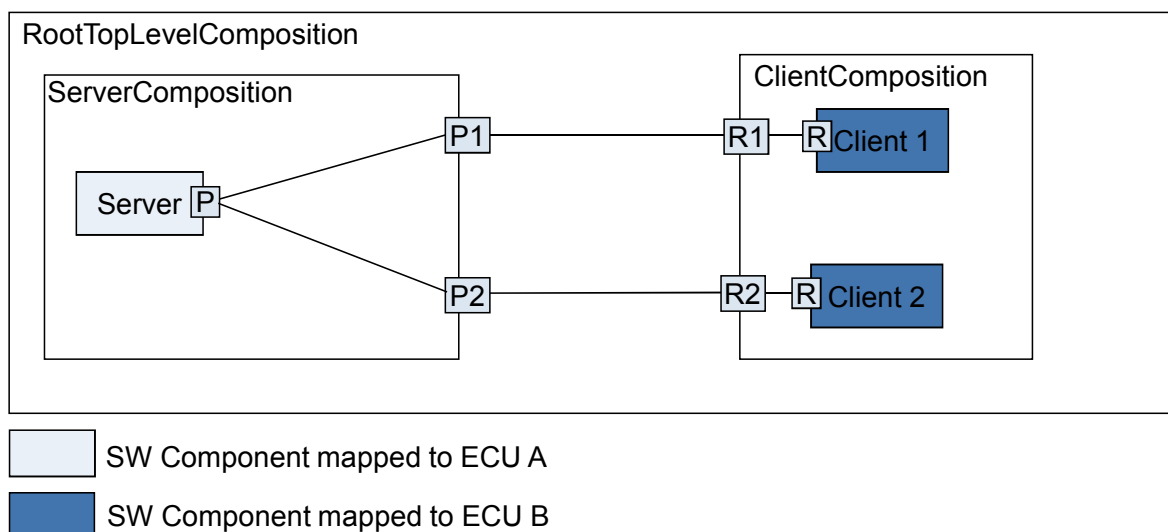 RootTopLevelComposition
ServerComposition
ClientComposition
P1
R1
R
Client 1
Server
P
P2
R2
R
Client 2
SW Component mapped to ECU A
SW Component mapped to ECU B